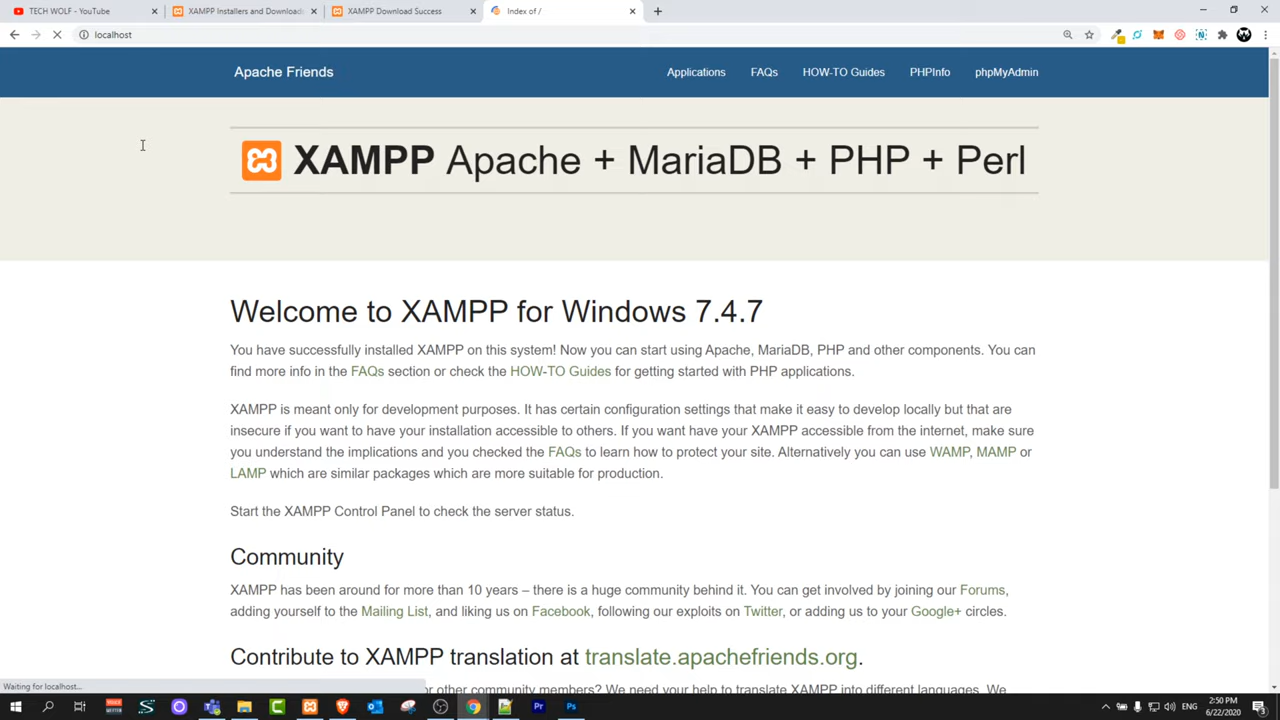 TECH WOLF - YouTube
XAMPP Installers and Downloads
XAMPP Download Success
Index of /
localhost
Apache Friends
Applications
FAQs
HOW-TO Guides
PHPInfo
phpMyAdmin
XAMPP Apache + MariaDB + PHP + Perl
Welcome to XAMPP for Windows 7.4.7
You have successfully installed XAMPP on this system! Now you can start using Apache, MariaDB, PHP and other components. You can
find more info in the FAQs section or check the HOW-TO Guides for getting started with PHP applications.
XAMPP is meant only for development purposes. It has certain configuration settings that make it easy to develop locally but that are
insecure if you want to have your installation accessible to others. If you want have your XAMPP accessible from the internet, make sure
you understand the implications and you checked the FAQs to learn how to protect your site. Alternatively you can use WAMP, MAMP or
LAMP which are similar packages which are more suitable for production.
Start the XAMPP Control Panel to check the server status.
Community
XAMPP has been around for more than 10 years – there is a huge community behind it. You can get involved by joining our Forums,
adding yourself to the Mailing List, and liking us on Facebook, following our exploits on Twitter, or adding us to your Google+ circles.
Contribute to XAMPP translation at translate.apachefriends.org.
or other community members? We need your help to translate XAMPP into different languages. We
Waiting for localhost...
ENG
2:50 PM
6/22/2020